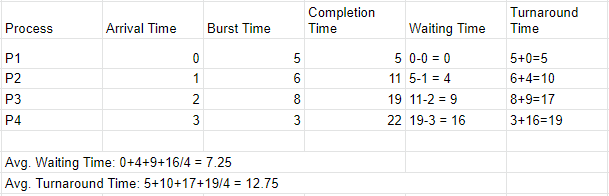 Process Arrival Time Burst Time Completion Time Waiting Time Turnaround Time
P1 0 5 5 0-0 = 0 5+0=5
P2 1 6 11 5-1 = 4 6+4=10
P3 2 8 19 11-2 = 9 8+9=17
P4 3 3 22 19-3 = 16 3+16=19
Avg. Waiting Time: 0+4+9+16/4 = 7.25
Avg. Turnaround Time: 5+10+17+19/4 = 12.75